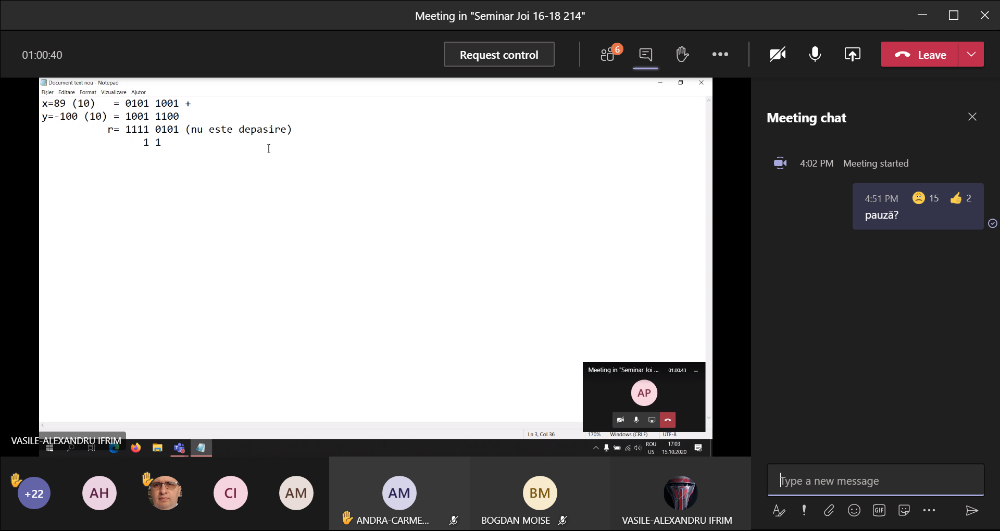 Meeting in "Seminar Joi 16-18 214"
01:00:40
Request control
6
Leave
Document text nou - Notepad
Fișier Editare Format Vizualizare Ajutor
x=89 (10) = 0101 1001 +
y=-100 (10) = 1001 1100
r= 1111 0101 (nu este depasire)
1 1
Meeting in "Seminar Joi ... 01:00:43
AP
Ln 3, Col 36
170%
Windows (CRLF)
UTF-8
VASILE-ALEXANDRU IFRIM
ROU
US
17:03
15.10.2020
+22
AH
CI
AM
AM
ANDRA-CARME...
BM
BOGDAN MOISE
VASILE-ALEXANDRU IFRIM
Meeting chat
4:02 PM Meeting started
4:51 PM 15 2
pauză?
Type a new message
GIF